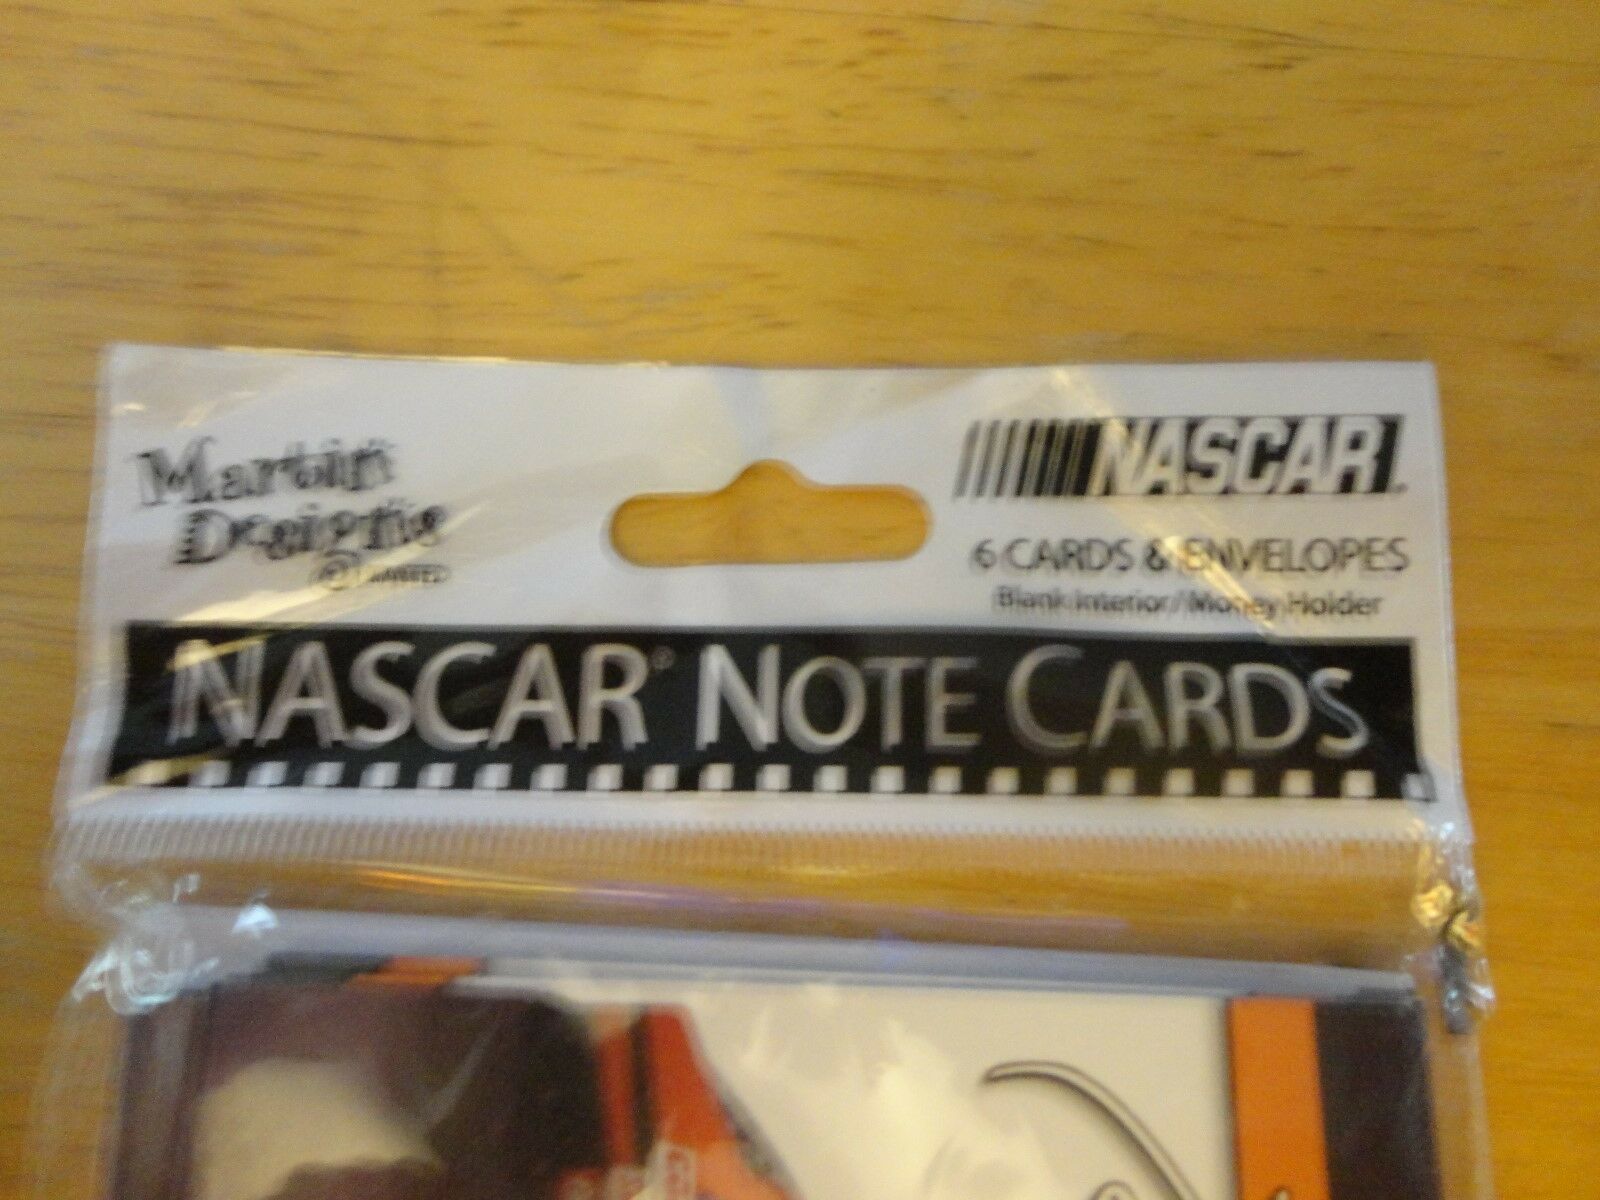 Martin
Designs
NASCAR.
6 CARDS & ENVELOPES
Blank Interior / Money Holder
NASCAR® NOTE CARDS